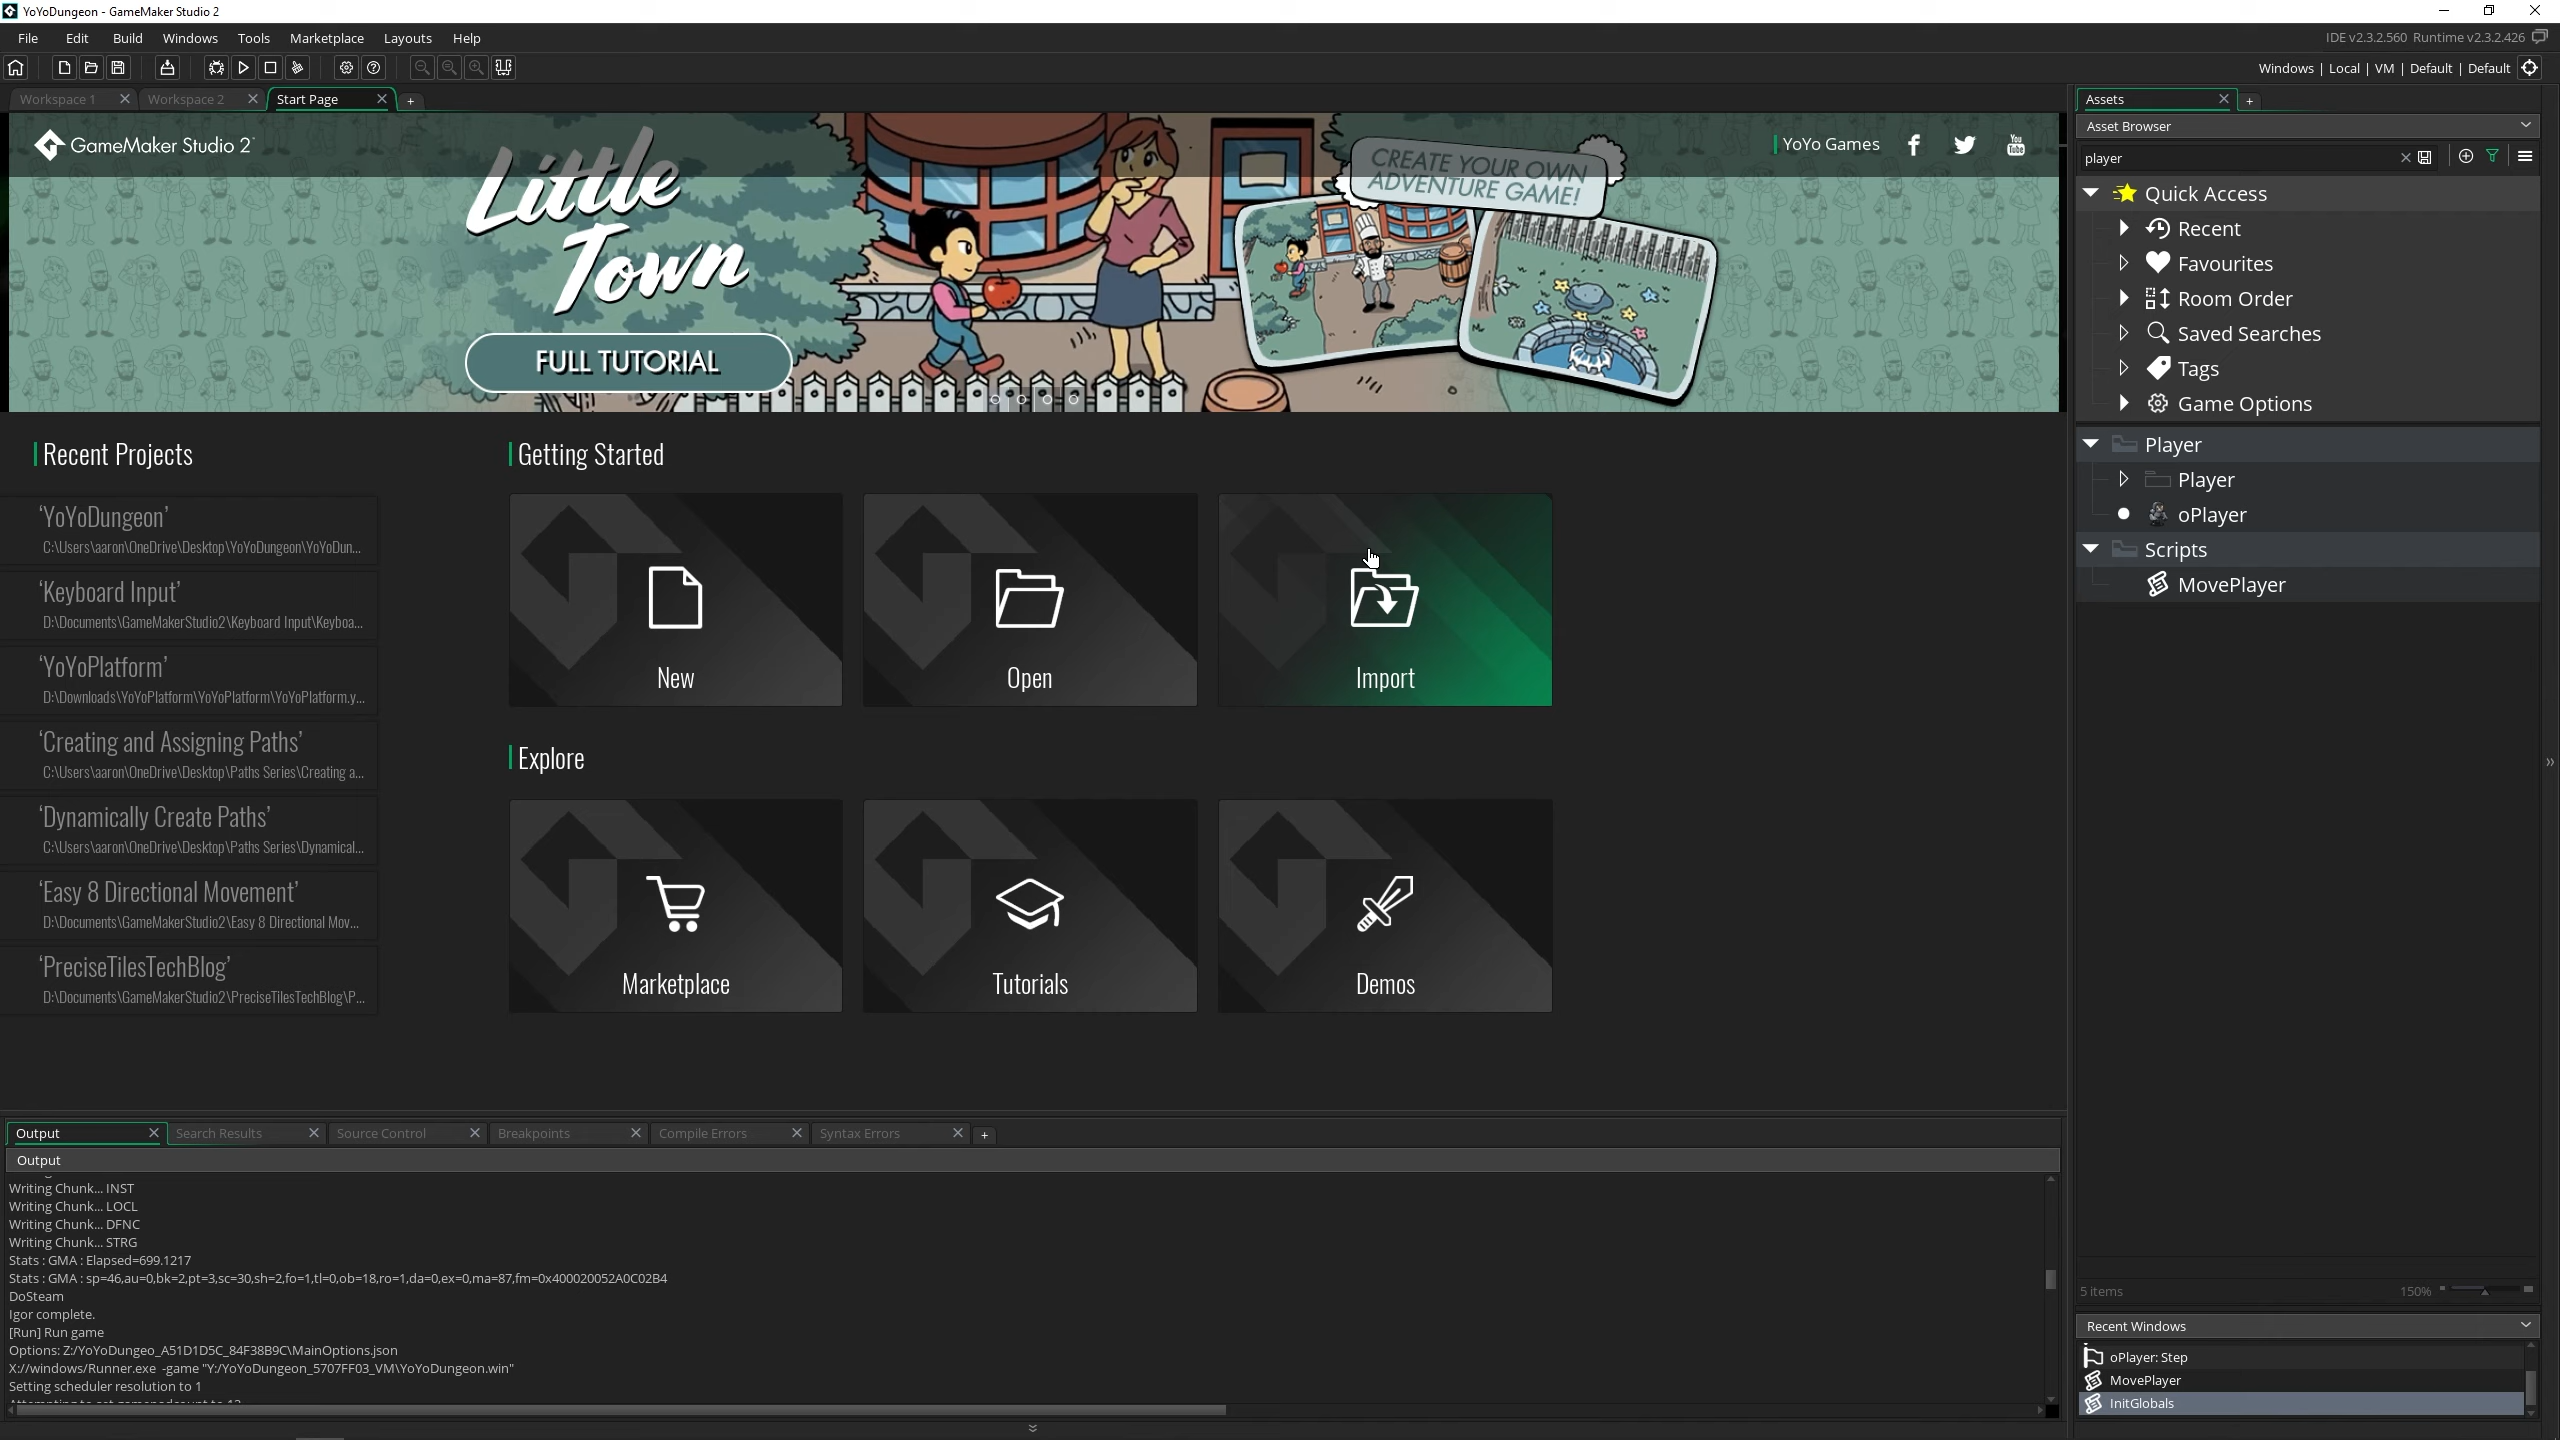 YoYoDungeon - GameMaker Studio 2
File Edit Build Windows Tools Marketplace Layouts Help
IDE v2.3.2.560 Runtime v2.3.2.426
Windows | Local | VM | Default | Default
Workspace 1 Workspace 2 Start Page
GameMaker Studio 2
Little
Town
FULL TUTORIAL
CREATE YOUR OWN
ADVENTURE GAME!
YoYo Games
You
Tube
Recent Projects
'YoYoDungeon'
C:\Users\aaron\OneDrive\Desktop\YoYoDungeon\YoYoDun...
'Keyboard Input'
D:\Documents\GameMakerStudio2\Keyboard Input\Keyboa...
'YoYoPlatform'
D:\Downloads\YoYoPlatform\YoYoPlatform\YoYoPlatform.y...
'Creating and Assigning Paths'
C:\Users\aaron\OneDrive\Desktop\Paths Series\Creating a...
'Dynamically Create Paths'
C:\Users\aaron\OneDrive\Desktop\Paths Series\Dynamical...
'Easy 8 Directional Movement'
D:\Documents\GameMakerStudio2\Easy 8 Directional Mov...
'PreciseTilesTechBlog'
D:\Documents\GameMakerStudio2\PreciseTilesTechBlog\P...
Getting Started
New Open Import
Explore
Marketplace Tutorials Demos
Output Search Results Source Control Breakpoints Compile Errors Syntax Errors
Output
Writing Chunk... INST
Writing Chunk... LOCL
Writing Chunk... DFNC
Writing Chunk... STRG
Stats : GMA : Elapsed=699.1217
Stats : GMA : sp=46,au=0,bk=2,pt=3,sc=30,sh=2,fo=1,tl=0,ob=18,ro=1,da=0,ex=0,ma=87,fm=0x400020052A0C02B4
DoSteam
Igor complete.
[Run] Run game
Options: Z:/YoYoDungeo_A51D1D5C_84F38B9C\MainOptions.json
X://windows/Runner.exe -game "Y:/YoYoDungeon_5707FF03_VM\YoYoDungeon.win"
Setting scheduler resolution to 1
Assets
Asset Browser
player
Quick Access
Recent
Favourites
Room Order
Saved Searches
Tags
Game Options
Player
Player
oPlayer
Scripts
MovePlayer
5 items
150%
Recent Windows
oPlayer: Step
MovePlayer
InitGlobals